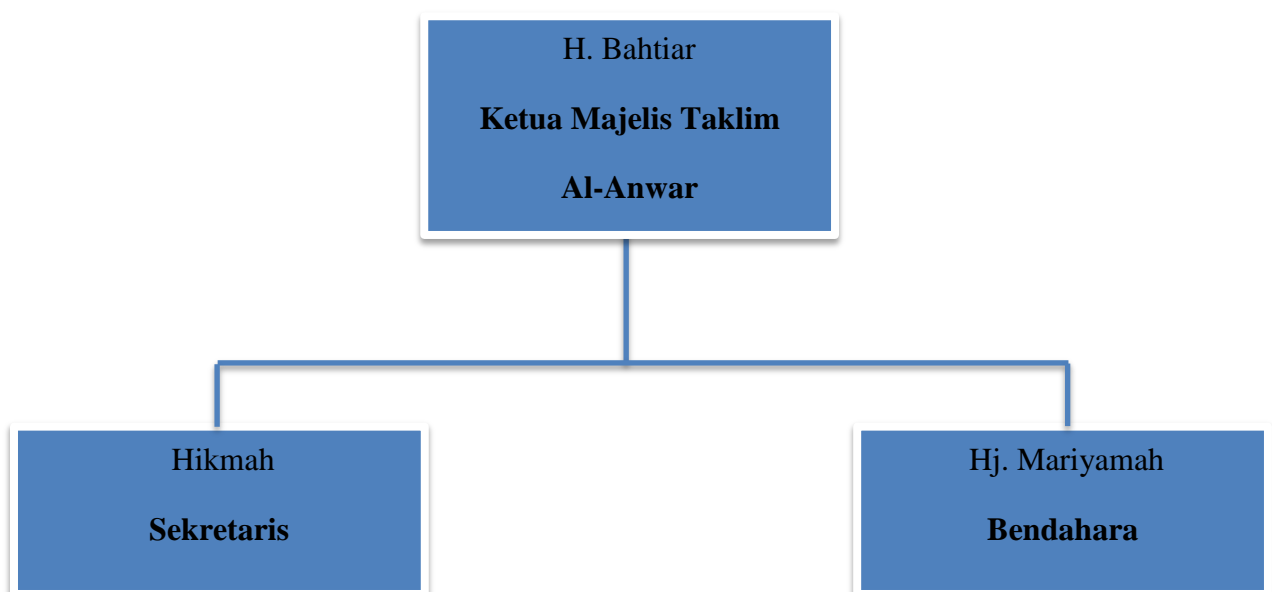 H. Bahtiar
Ketua Majelis Taklim
Al-Anwar
Hikmah
Sekretaris
Hj. Mariyamah
Bendahara